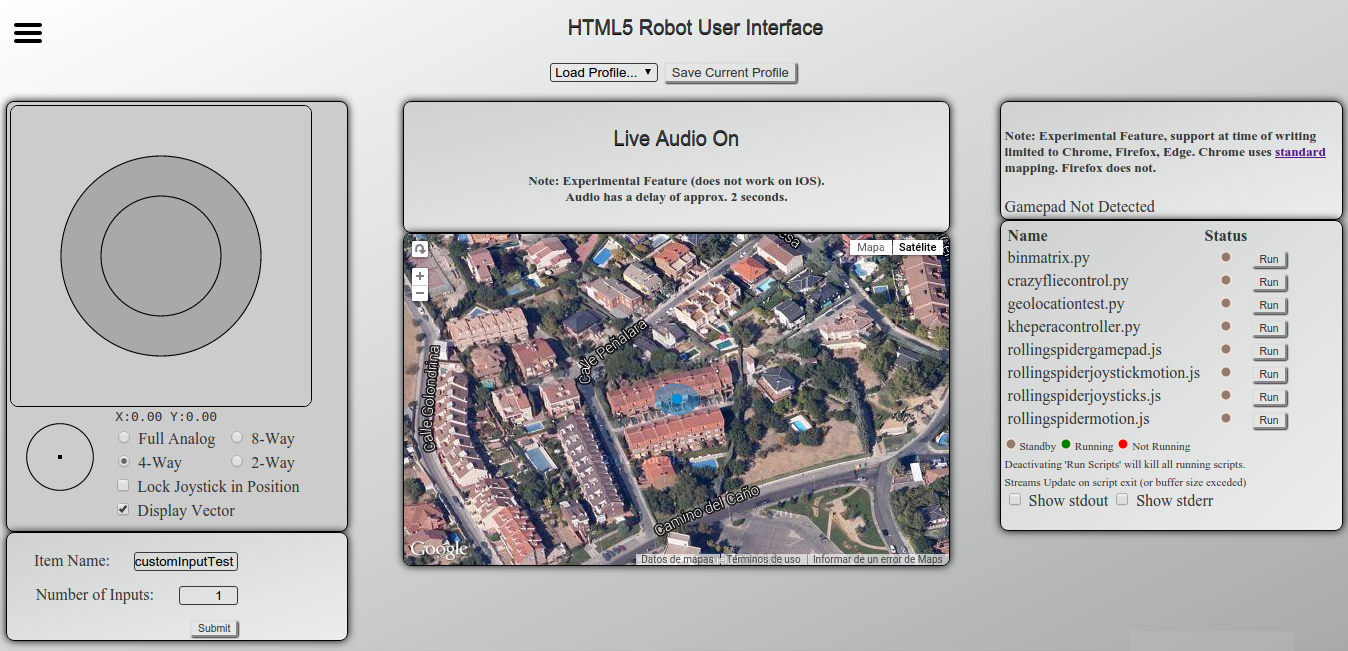 HTML5 Robot User Interface
Load Profile... Save Current Profile
X:0.00 Y:0.00
Full Analog 8-Way
4-Way 2-Way
Lock Joystick in Position
Display Vector
Item Name: customInputTest
Number of Inputs: 1
Submit
Live Audio On
Note: Experimental Feature (does not work on iOS).
Audio has a delay of approx. 2 seconds.
Mapa Satélite
+
−
Calle Peñalara
Calle Golondrina
Camino del Caño
Google
Datos de mapas Términos de uso Informar de un error de Maps
Note: Experimental Feature, support at time of writing
limited to Chrome, Firefox, Edge. Chrome uses standard
mapping. Firefox does not.
Gamepad Not Detected
Name Status
binmatrix.py Run
crazyfliecontrol.py Run
geolocationtest.py Run
kheperacontroller.py Run
rollingspidergamepad.js Run
rollingspiderjoystickmotion.js Run
rollingspiderjoysticks.js Run
rollingspidermotion.js Run
Standby Running Not Running
Deactivating 'Run Scripts' will kill all running scripts.
Streams Update on script exit (or buffer size exceded)
Show stdout Show stderr